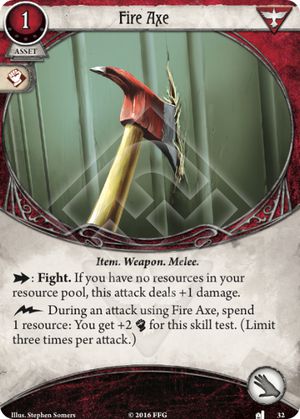 1
Fire Axe
ASSET
Item. Weapon. Melee.
: Fight. If you have no resources in your
resource pool, this attack deals +1 damage.
During an attack using Fire Axe, spend
1 resource: You get +2 for this skill test. (Limit
three times per attack.)
Illus. Stephen Somers
© 2016 FFG
32